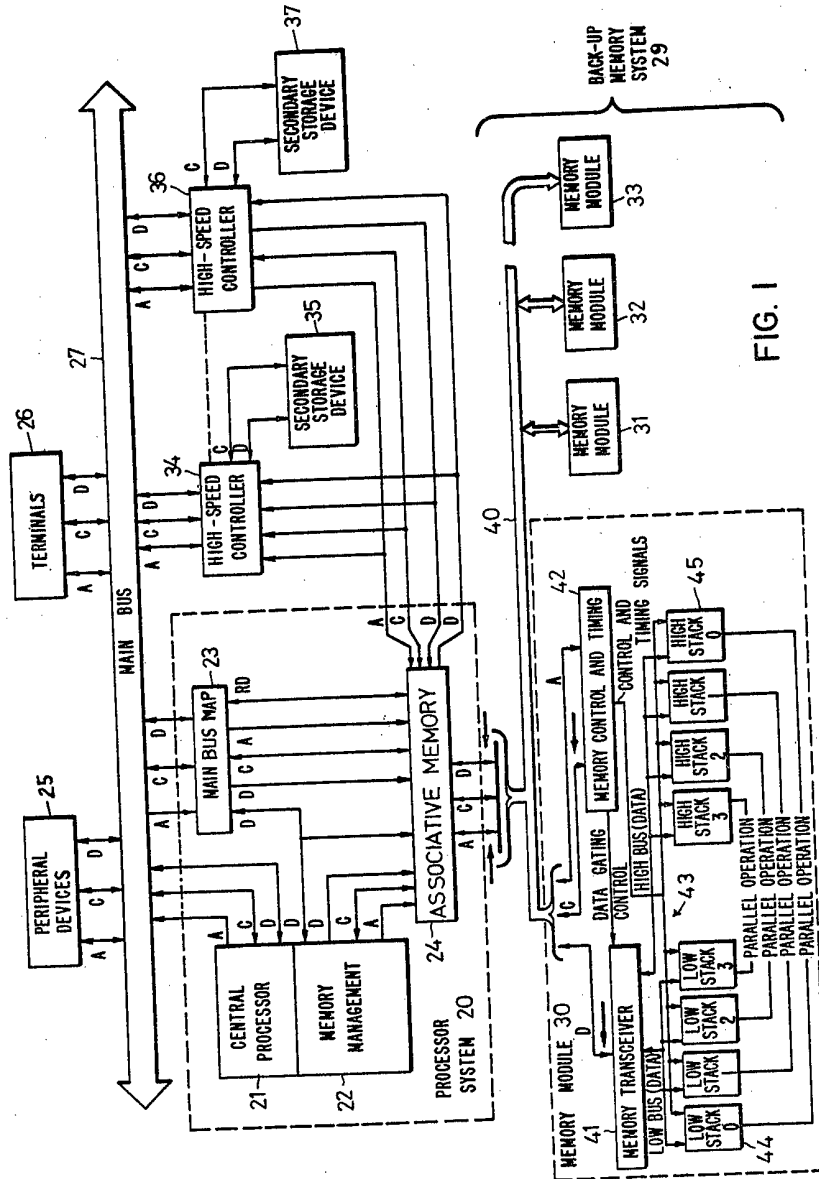 25
PERIPHERAL
DEVICES
A
C
D
26
TERMINALS
A
C
D
MAIN BUS
27
A
C
D
D
21
CENTRAL
PROCESSOR
22
MEMORY
MANAGEMENT
A
C
D
D
C
A
MAIN BUS MAP
23
D
D
C
A
RD
24
ASSOCIATIVE MEMORY
PROCESSOR
SYSTEM 20
A
C
D
A
C
D
D
34
HIGH-SPEED
CONTROLLER
A
C
D
C
D
35
SECONDARY
STORAGE
DEVICE
36
HIGH-SPEED
CONTROLLER
A
C
D
C
D
37
SECONDARY
STORAGE
DEVICE
BACK-UP
MEMORY
SYSTEM
29
40
MEMORY
MODULE
31
MEMORY
MODULE
32
MEMORY
MODULE
33
MEMORY MODULE 30
D
C
A
41
MEMORY TRANSCEIVER
42
MEMORY CONTROL AND TIMING
DATA GATING
CONTROL
CONTROL AND
TIMING SIGNALS
LOW BUS (DATA)
HIGH BUS (DATA)
43
LOW
STACK
0
44
LOW
STACK
LOW
STACK
2
LOW
STACK
3
HIGH
STACK
3
HIGH
STACK
2
HIGH
STACK
HIGH
STACK
0
45
PARALLEL OPERATION
PARALLEL OPERATION
PARALLEL OPERATION
PARALLEL OPERATION
FIG. 1